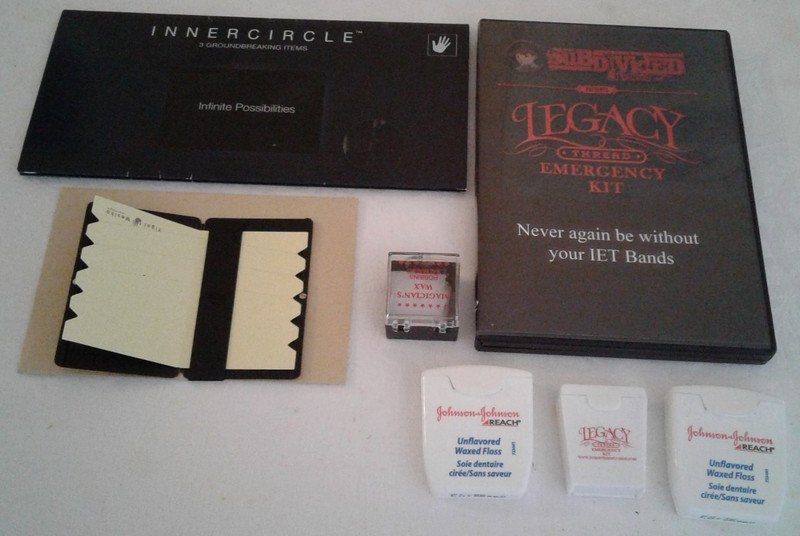 INNERCIRCLE™
3 GROUNDBREAKING ITEMS
Infinite Possibilities
SUBDIVIDED
LEGACY
THREAD
EMERGENCY
KIT
Never again be without
your IET Bands
MAGICIAN'S
WAX
Johnson & Johnson
REACH®
Unflavored
Waxed Floss
Soie dentaire
cirée/Sans saveur
LEGACY
THREAD
EMERGENCY
KIT
Johnson & Johnson
REACH®
Unflavored
Waxed Floss
Soie dentaire
cirée/Sans saveur